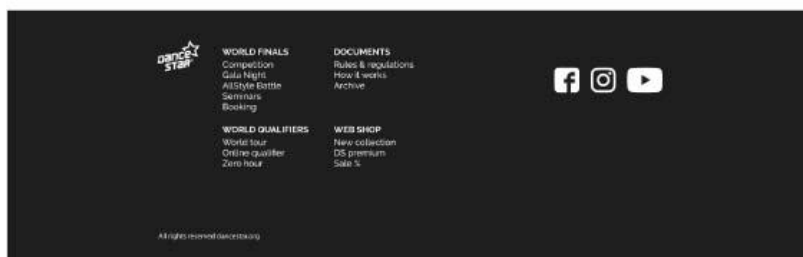 DANCE
STAR
WORLD FINALS
Competition
Gala Night
AllStyle Battle
Seminars
Booking
DOCUMENTS
Rules & regulations
How it works
Archive
WORLD QUALIFIERS
World tour
Online qualifier
Zero hour
WEB SHOP
New collection
DS premium
Sale %
All rights reserved dancestar.org